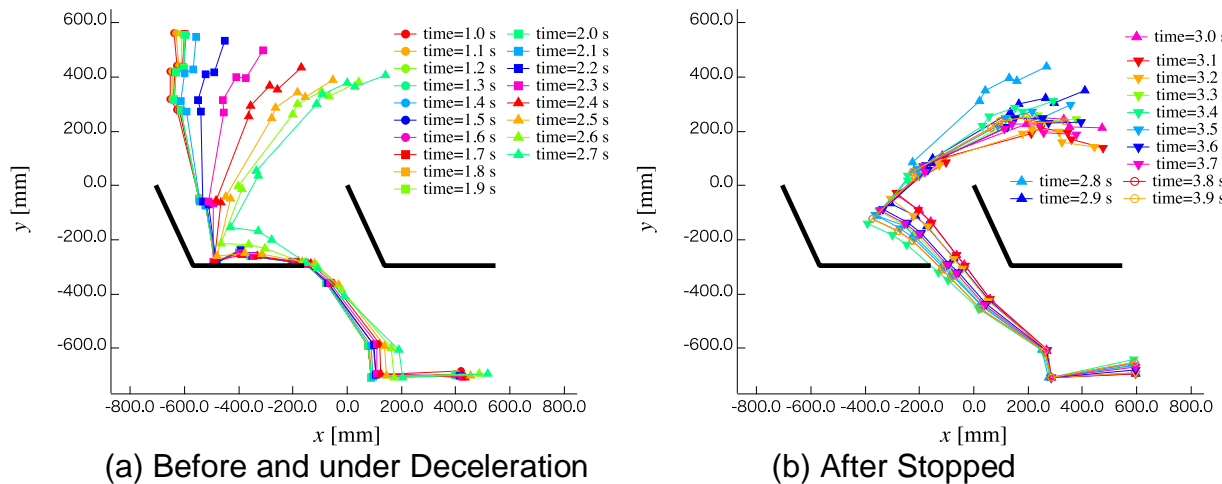 600.0
400.0
200.0
0.0
-200.0
-400.0
-600.0
y [mm]
-800.0 -600.0 -400.0 -200.0 0.0 200.0 400.0 600.0 800.0
x [mm]
time=1.0 s
time=1.1 s
time=1.2 s
time=1.3 s
time=1.4 s
time=1.5 s
time=1.6 s
time=1.7 s
time=1.8 s
time=1.9 s
time=2.0 s
time=2.1 s
time=2.2 s
time=2.3 s
time=2.4 s
time=2.5 s
time=2.6 s
time=2.7 s
(a) Before and under Deceleration
600.0
400.0
200.0
0.0
-200.0
-400.0
-600.0
y [mm]
-800.0 -600.0 -400.0 -200.0 0.0 200.0 400.0 600.0 800.0
x [mm]
time=2.8 s
time=2.9 s
time=3.0 s
time=3.1
time=3.2
time=3.3
time=3.4
time=3.5
time=3.6
time=3.7
time=3.8 s
time=3.9 s
(b) After Stopped